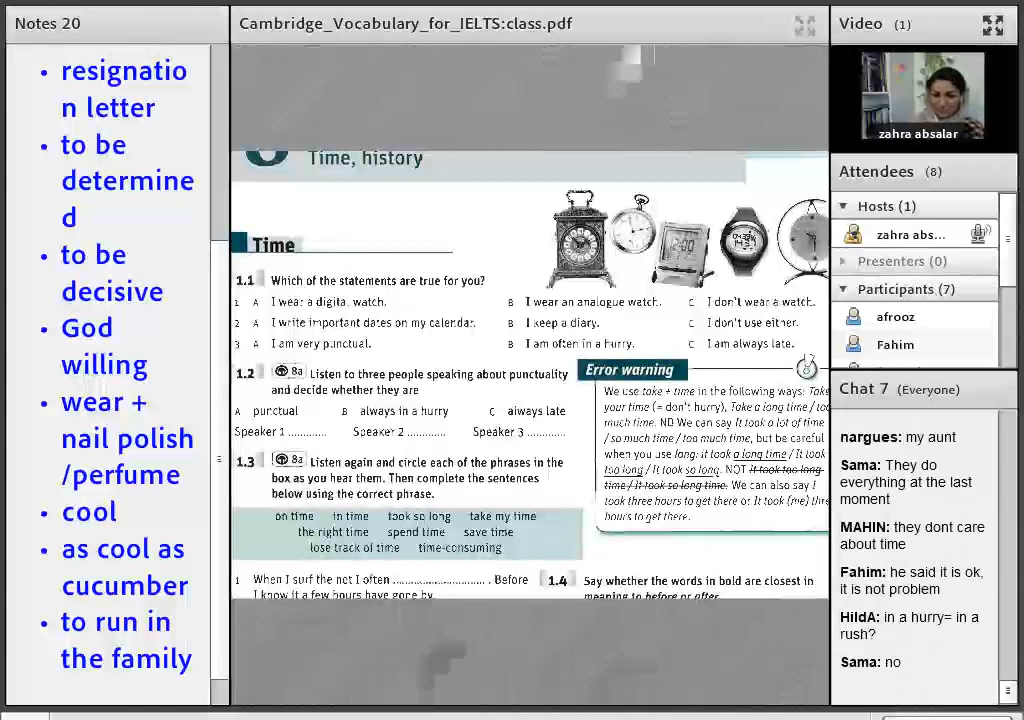 Notes 20
• resignatio
n letter
• to be
determine
d
• to be
decisive
• God
willing
• wear +
nail polish
/perfume
• cool
• as cool as
cucumber
• to run in
the family
Cambridge_Vocabulary_for_IELTS:class.pdf
Time, history
Time
1.1 Which of the statements are true for you?
1 A I wear a digital watch. B I wear an analogue watch. C I don't wear a watch.
2 A I write important dates on my calendar. B I keep a diary. C I don't use either.
3 A I am very punctual. B I am often in a hurry. C I am always late.
1.2 8a Listen to three people speaking about punctuality
and decide whether they are
A punctual B always in a hurry C always late
Speaker 1 ............ Speaker 2 ............ Speaker 3 ............
1.3 8a Listen again and circle each of the phrases in the
box as you hear them. Then complete the sentences
below using the correct phrase.
on time in time took so long take my time
the right time spend time save time
lose track of time time-consuming
1 When I surf the net I often ............................ . Before
I know it a few hours have gone by.
Error warning
We use take + time in the following ways: Take
your time (= don't hurry), Take a long time / too
much time. NB We can say It took a lot of time
/ so much time / too much time, but be careful
when you use long: it took a long time / It took
too long / It took so long. NOT It took too long
time / It took so long time. We can also say I
took three hours to get there or It took (me) thre
hours to get there.
1.4 Say whether the words in bold are closest in
meaning to before or after.
Video (1)
zahra absalar
Attendees (8)
Hosts (1)
zahra abs...
Presenters (0)
Participants (7)
afrooz
Fahim
Chat 7 (Everyone)
nargues: my aunt
Sama: They do
everything at the last
moment
MAHIN: they dont care
about time
Fahim: he said it is ok,
it is not problem
HildA: in a hurry= in a
rush?
Sama: no